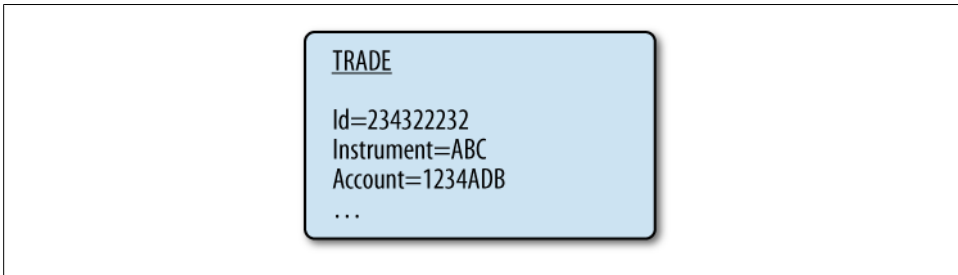 TRADE
Id=234322232
Instrument=ABC
Account=1234ADB
...